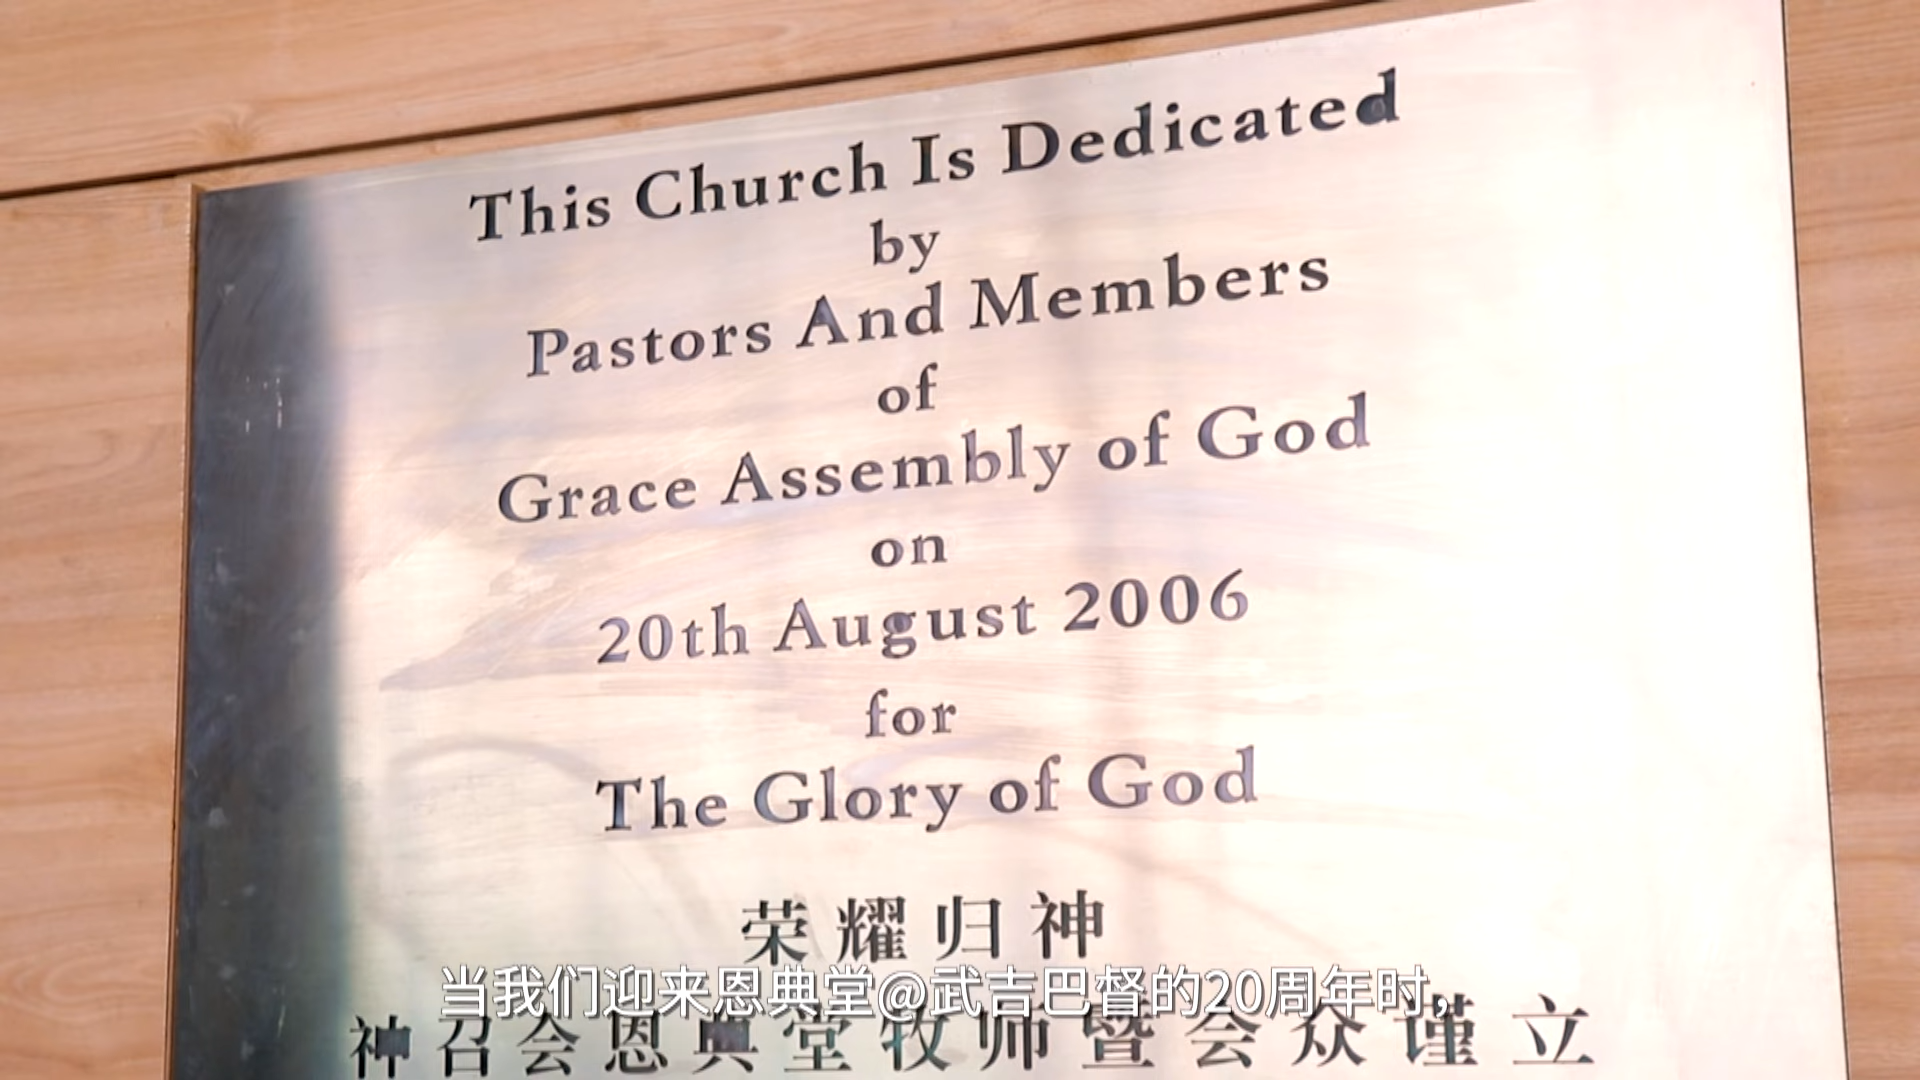 This Church Is Dedicated
by
Pastors And Members
of
Grace Assembly of God
on
20th August 2006
for
The Glory of God
荣耀归神
当我们迎来恩典堂@武吉巴督的20周年时，
神召会恩典堂牧师暨会众谨立